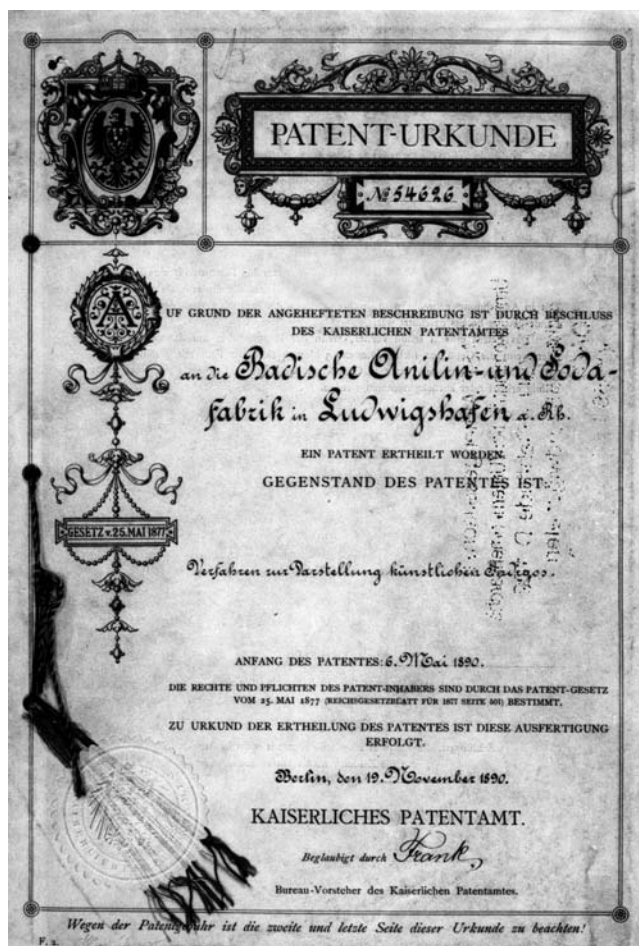 PATENT-URKUNDE
No 54626
AUF GRUND DER ANGEHEFTETEN BESCHREIBUNG IST DURCH BESCHLUSS
DES KAISERLICHEN PATENTAMTES
an die Badische Anilin- und Soda-
fabrik in Ludwigshafen a. Rh.
EIN PATENT ERTHEILT WORDEN.
GEGENSTAND DES PATENTES IST:
GESETZ v. 25. MAI 1877
Verfahren zur Darstellung künstlichen Indigos.
ANFANG DES PATENTES: 6. Mai 1890.
DIE RECHTE UND PFLICHTEN DES PATENT-INHABERS SIND DURCH DAS PATENT-GESETZ
VOM 25. MAI 1877 (REICHSGESETZBLATT FÜR 1877 SEITE 501) BESTIMMT.
ZU URKUND DER ERTHEILUNG DES PATENTES IST DIESE AUSFERTIGUNG
ERFOLGT.
Berlin, den 19. November 1890.
KAISERLICHES PATENTAMT.
Beglaubigt durch Frank,
Bureau-Vorsteher des Kaiserlichen Patentamtes.
Wegen der Patentgebühr ist die zweite und letzte Seite dieser Urkunde zu beachten!
F. 2.